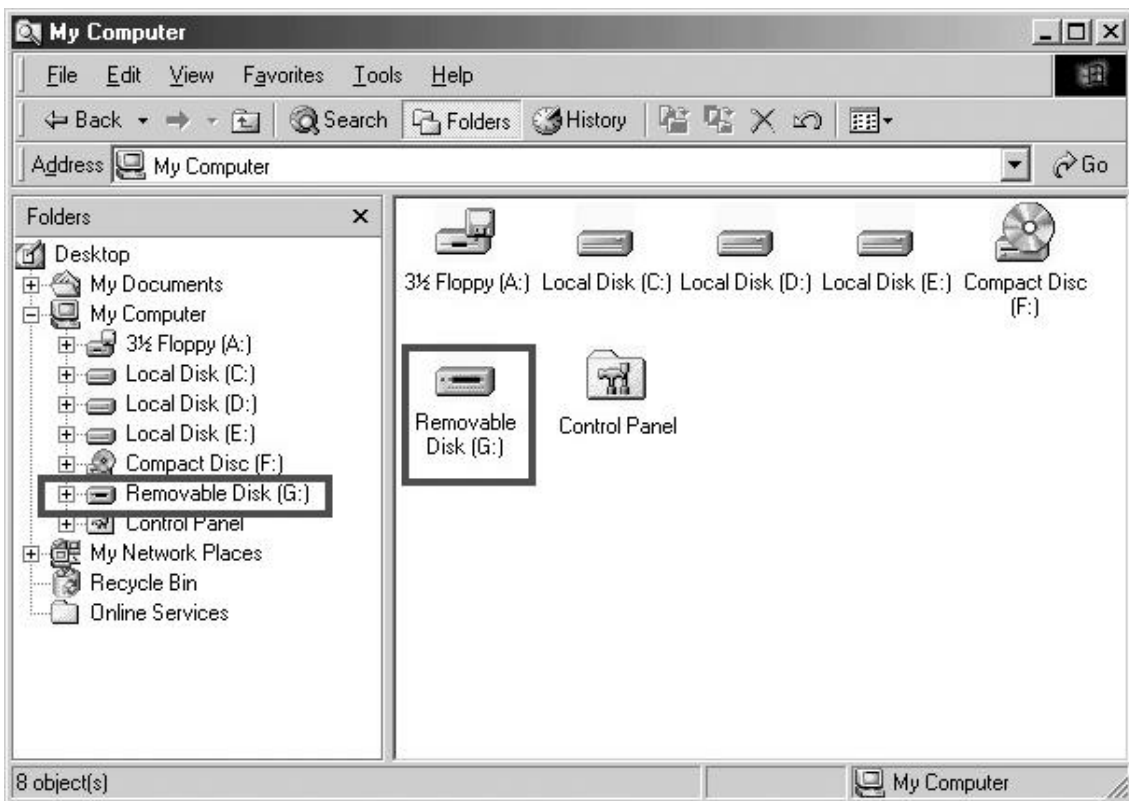 My Computer
File Edit View Favorites Tools Help
Back Search Folders History
Address My Computer Go
Folders
Desktop
My Documents
My Computer
3½ Floppy (A:)
Local Disk (C:)
Local Disk (D:)
Local Disk (E:)
Compact Disc (F:)
Removable Disk (G:)
Control Panel
My Network Places
Recycle Bin
Online Services
3½ Floppy (A:) Local Disk (C:) Local Disk (D:) Local Disk (E:) Compact Disc
(F:)
Removable
Disk (G:)
Control Panel
8 object(s) My Computer